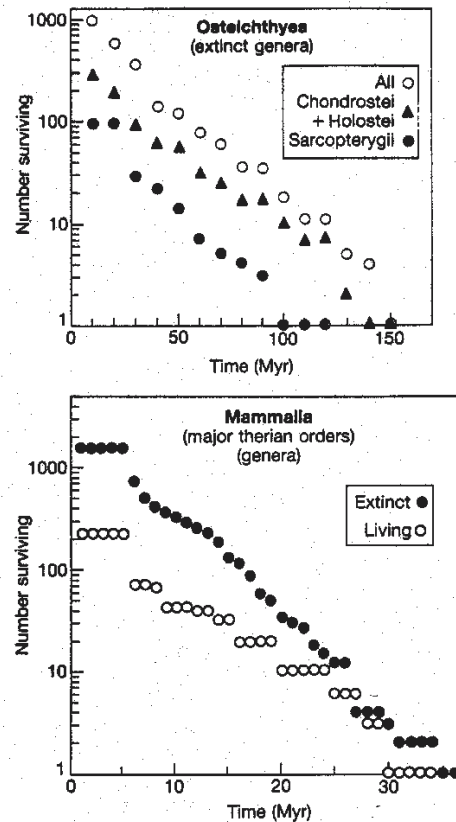 Osteichthyes
(extinct genera)
All
Chondrostei
+ Holostei
Sarcopterygii
Number surviving
1000
100
10
1
50
100
150
Time (Myr)
Mammalia
(major therian orders)
(genera)
Extinct
Living
Number surviving
1000
100
10
1
0
10
20
30
Time (Myr)